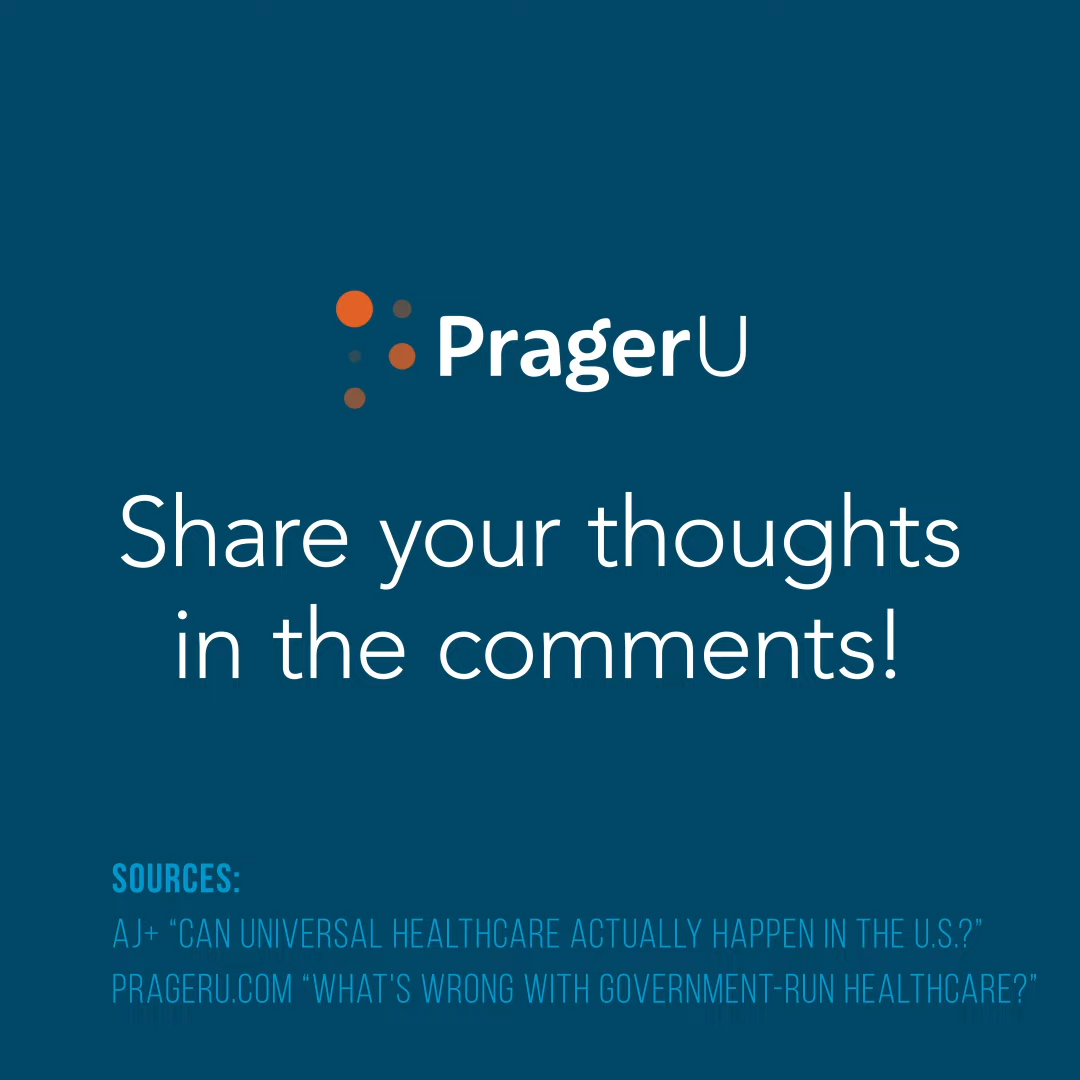 PragerU
Share your thoughts
in the comments!
SOURCES:
AJ+ “CAN UNIVERSAL HEALTHCARE ACTUALLY HAPPEN IN THE U.S.?”
PRAGERU.COM “WHAT'S WRONG WITH GOVERNMENT-RUN HEALTHCARE?”